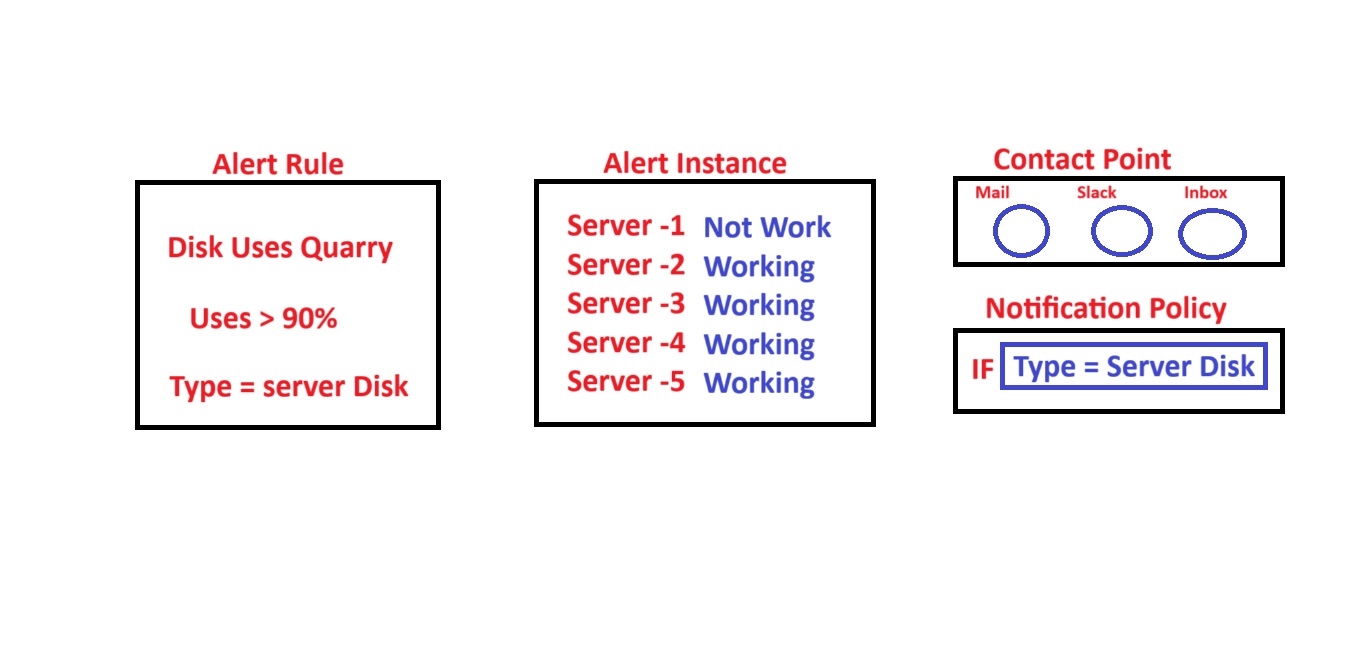 Alert Rule
Disk Uses Quarry
Uses > 90%
Type = server Disk
Alert Instance
Server -1 Not Work
Server -2 Working
Server -3 Working
Server -4 Working
Server -5 Working
Contact Point
Mail Slack Inbox
Notification Policy
IF Type = Server Disk